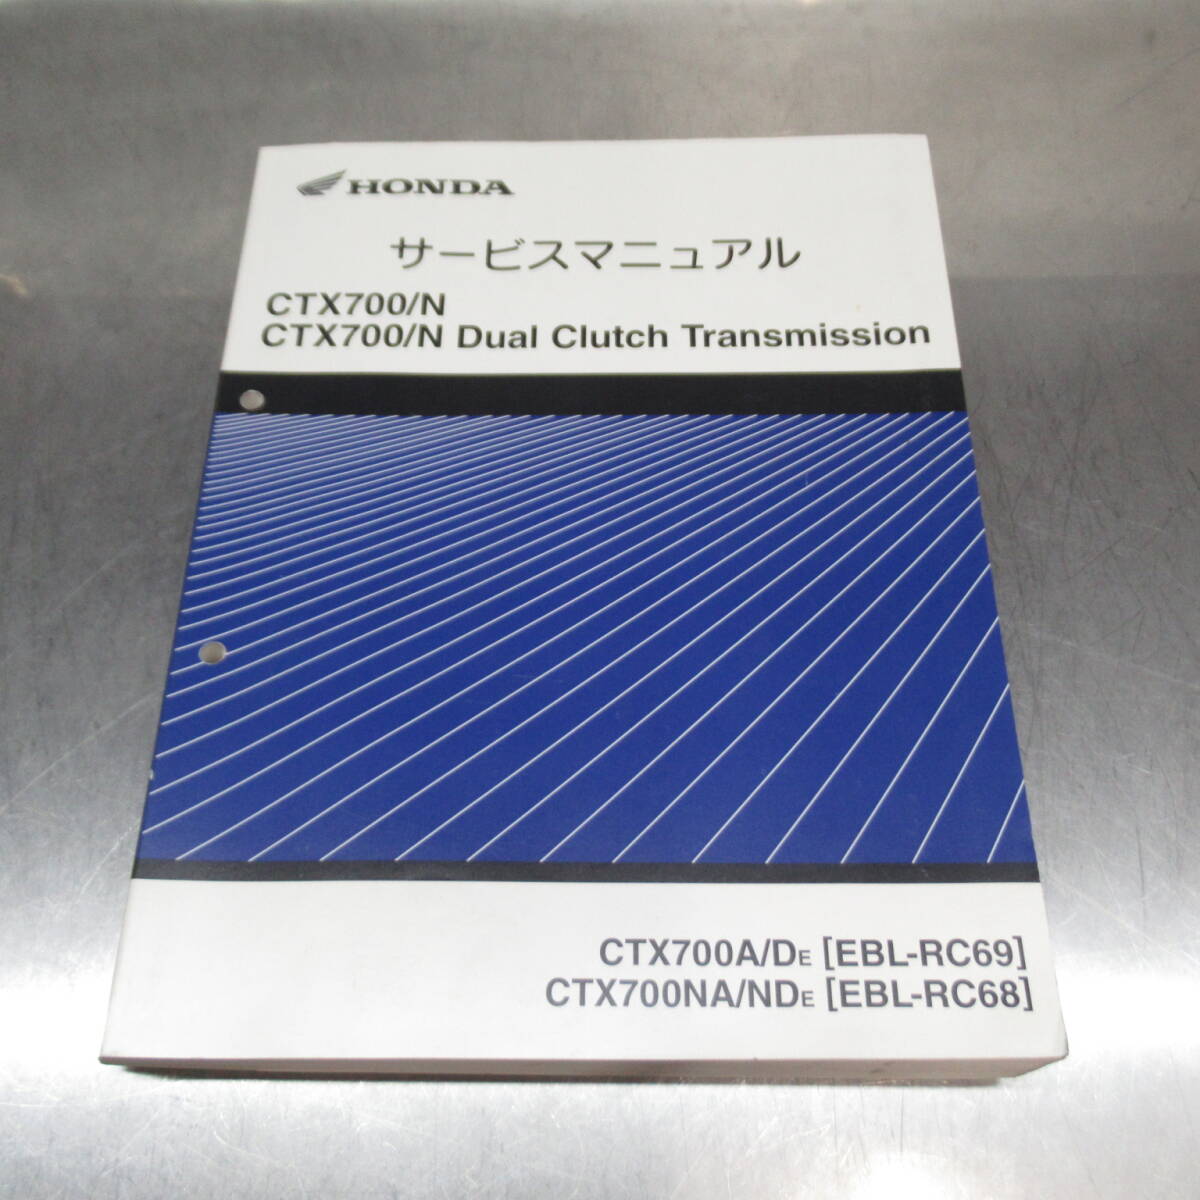 HONDA
サービスマニュアル
CTX700/N
CTX700/N Dual Clutch Transmission
CTX700A/DE [EBL-RC69]
CTX700NA/NDE [EBL-RC68]